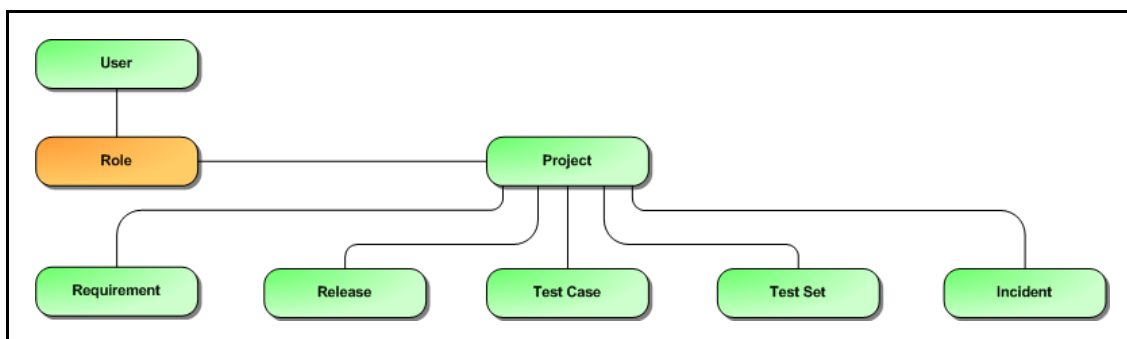 User
Role
Project
Requirement
Release
Test Case
Test Set
Incident